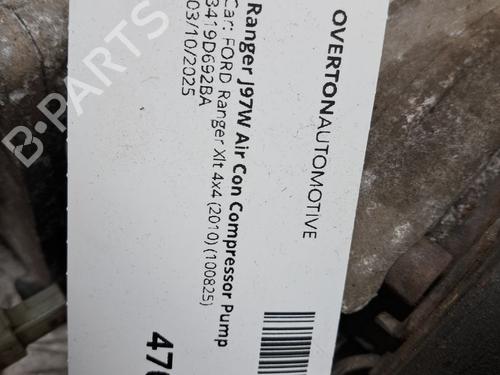 OVERTONAUTOMOTIVE
Ranger J97W Air Con Compressor Pump
Car: FORD Ranger Xlt 4x4 (2010) (100825)
3419D692BA
03/10/2025
B-PARTS